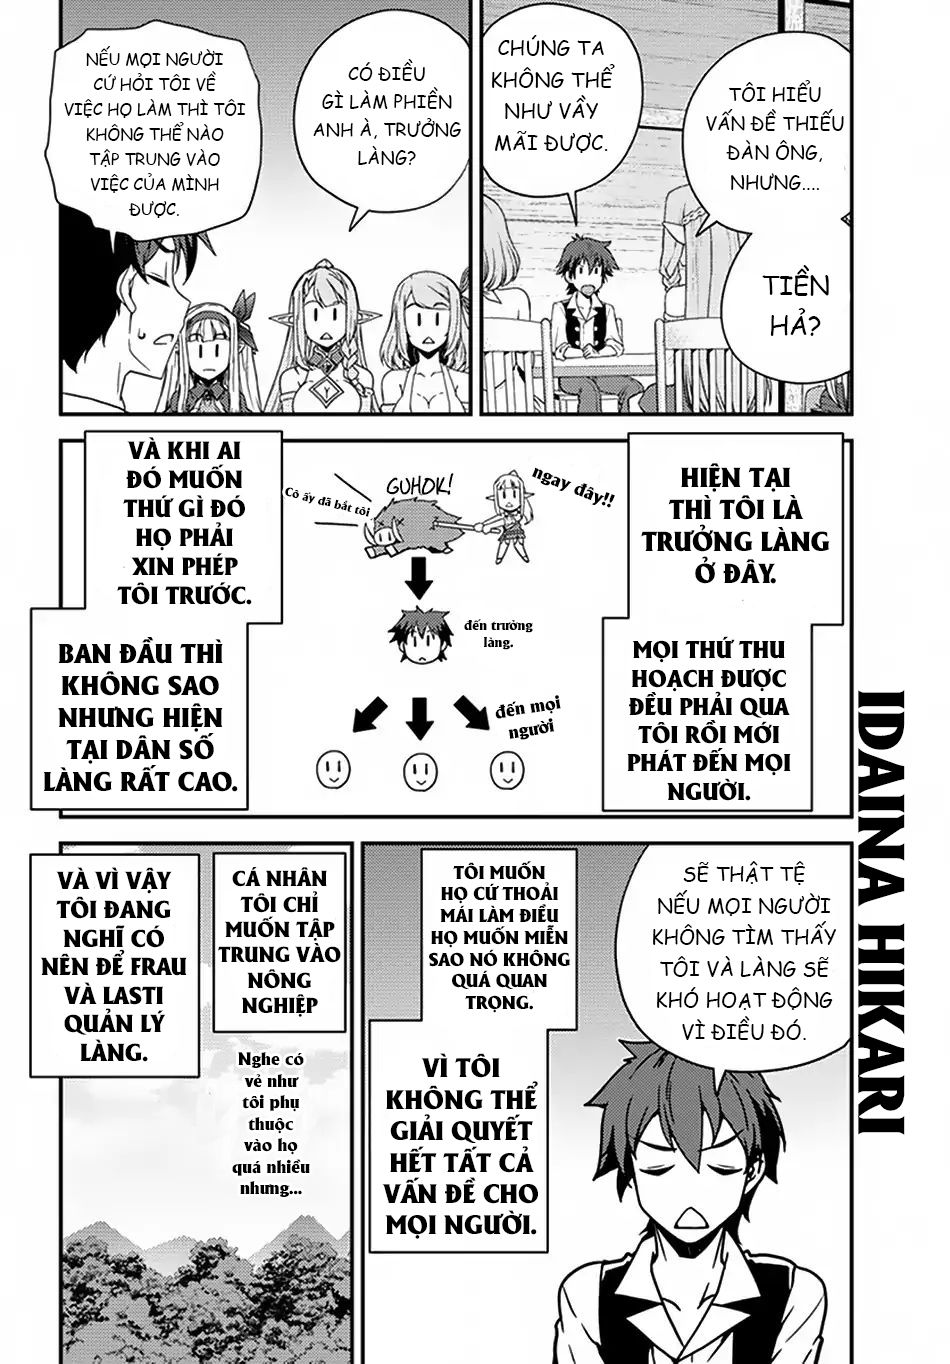 TÔI HIỂU
VẤN ĐỀ THIẾU
ĐÀN ÔNG,
NHƯNG....
TIỀN
HẢ?
CHÚNG TA
KHÔNG THỂ
NHƯ VẦY
MÃI ĐƯỢC.
CÓ ĐIỀU
GÌ LÀM PHIỀN
ANH À, TRƯỞNG
LÀNG?
NẾU MỌI NGƯỜI
CỨ HỎI TÔI VỀ
VIỆC HỌ LÀM THÌ TÔI
KHÔNG THỂ NÀO
TẬP TRUNG VÀO
VIỆC CỦA MÌNH
ĐƯỢC.
HIỆN TẠI
THÌ TÔI LÀ
TRƯỞNG LÀNG
Ở ĐÂY.
MỌI THỨ THU
HOẠCH ĐƯỢC
ĐỀU PHẢI QUA
TÔI RỒI MỚI
PHÁT ĐẾN MỌI
NGƯỜI.
ngay đây!!
GUHOK!
Cô ấy đã bắt tôi
đến trưởng
làng.
đến mọi
người
VÀ KHI AI
ĐÓ MUỐN
THỨ GÌ ĐÓ
HỌ PHẢI
XIN PHÉP
TÔI TRƯỚC.
BAN ĐẦU THÌ
KHÔNG SAO
NHƯNG HIỆN
TẠI DÂN SỐ
LÀNG RẤT CAO.
SẼ THẬT TỆ
NẾU MỌI NGƯỜI
KHÔNG TÌM THẤY
TÔI VÀ LÀNG SẼ
KHÓ HOẠT ĐỘNG
VÌ ĐIỀU ĐÓ.
TÔI MUỐN
HỌ CỨ THOẢI
MÁI LÀM ĐIỀU
HỌ MUỐN MIỄN
SAO NÓ KHÔNG
QUÁ QUAN
TRỌNG.
VÌ TÔI
KHÔNG THỂ
GIẢI QUYẾT
HẾT TẤT CẢ
VẤN ĐỀ CHO
MỌI NGƯỜI.
CÁ NHÂN
TÔI CHỈ
MUỐN TẬP
TRUNG VÀO
NÔNG
NGHIỆP
Nghe có
vẻ như
tôi phụ
thuộc
vào họ
quá nhiều
nhưng...
VÀ VÌ VẬY
TÔI ĐANG
NGHĨ CÓ
NÊN ĐỂ FRAU
VÀ LASTI
QUẢN LÝ
LÀNG.
IDAINA HIKARI